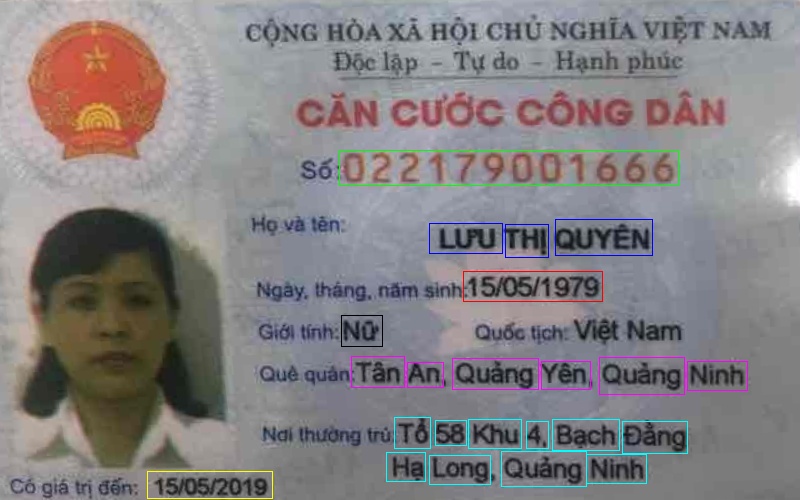 CỘNG HÒA XÃ HỘI CHỦ NGHĨA VIỆT NAM
Độc lập - Tự do - Hạnh phúc
CĂN CƯỚC CÔNG DÂN
Số: 022179001666
Họ và tên: LƯU THỊ QUYÊN
Ngày, tháng, năm sinh: 15/05/1979
Giới tính: Nữ Quốc tịch: Việt Nam
Quê quán: Tân An, Quảng Yên, Quảng Ninh
Nơi thường trú: Tổ 58 Khu 4, Bạch Đằng
Hạ Long, Quảng Ninh
Có giá trị đến: 15/05/2019